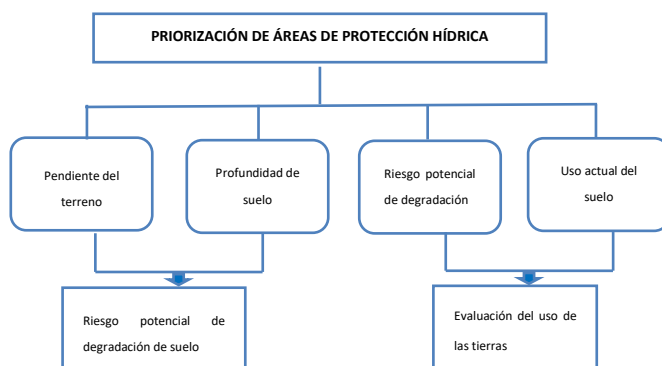 PRIORIZACIÓN DE ÁREAS DE PROTECCIÓN HÍDRICA
Pendiente del
terreno
Profundidad de
suelo
Riesgo potencial
de degradación
Uso actual del
suelo
Riesgo potencial de
degradación de suelo
Evaluación del uso de
las tierras